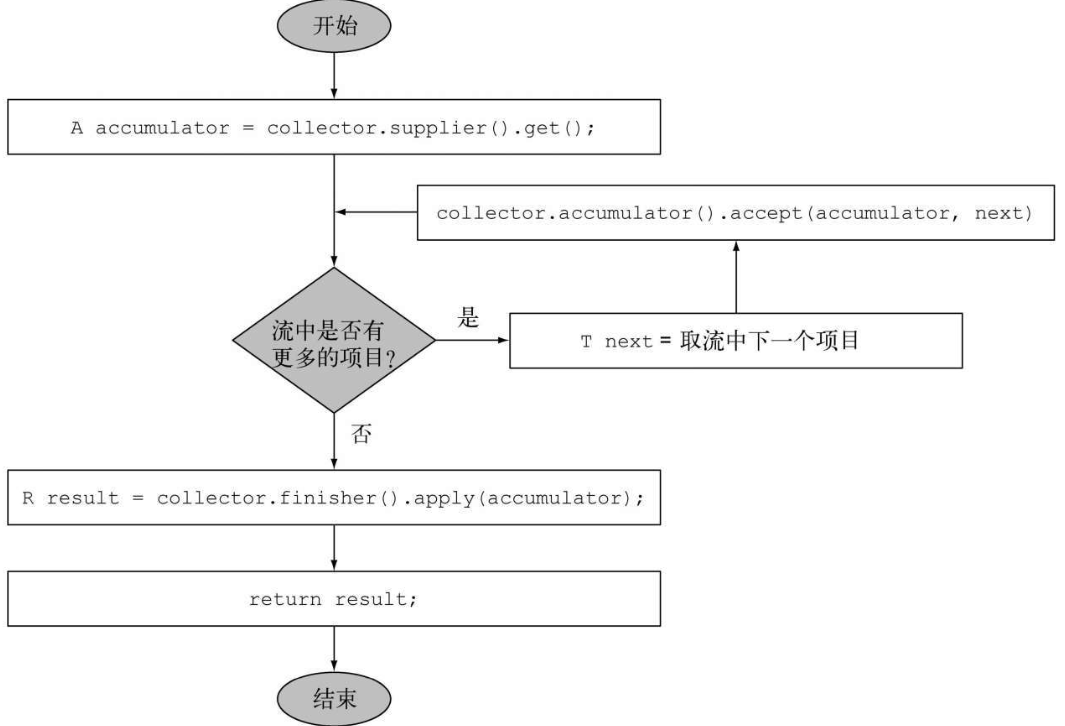 开始
A accumulator = collector.supplier().get();
collector.accumulator().accept(accumulator, next)
流中是否有
更多的项目?
是
T next = 取流中下一个项目
否
R result = collector.finisher().apply(accumulator);
return result;
结束